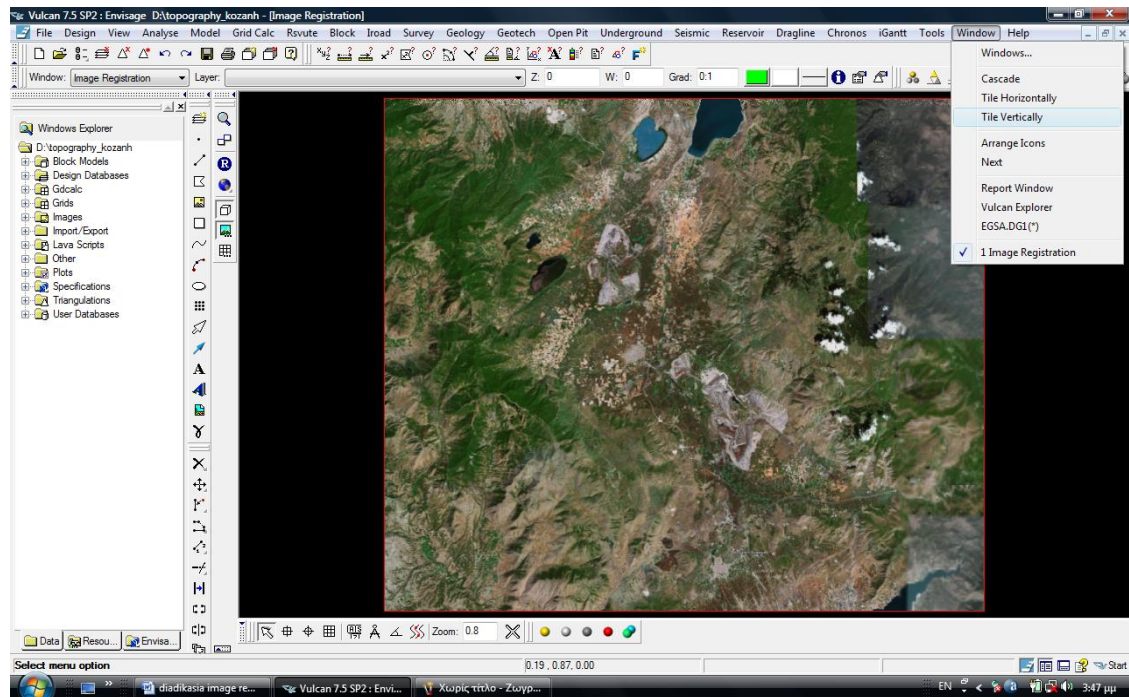 Vulcan 7.5 SP2 : Envisage D:\topography_kozanh - [Image Registration]
File Design View Analyse Model Grid Calc Rsvute Block Iroad Survey Geology Geotech Open Pit Underground Seismic Reservoir Dragline Chronos iGantt Tools Window Help
Window: Image Registration Layer: Z: 0 W: 0 Grad: 0:1
Windows...
Cascade
Tile Horizontally
Tile Vertically
Arrange Icons
Next
Report Window
Vulcan Explorer
EGSA.DG1(*)
1 Image Registration
Windows Explorer
D:\topography_kozanh
Block Models
Design Databases
Gdcalc
Grids
Images
Import/Export
Lava Scripts
Other
Plots
Specifications
Triangulations
User Databases
Data Resou... Envisa...
Zoom: 0.8
Select menu option
0.19 , 0.87, 0.00
Start
diadikasia image re... Vulcan 7.5 SP2 : Envi... Χωρίς τίτλο - Ζωγρ...
EN 3:47 μμ